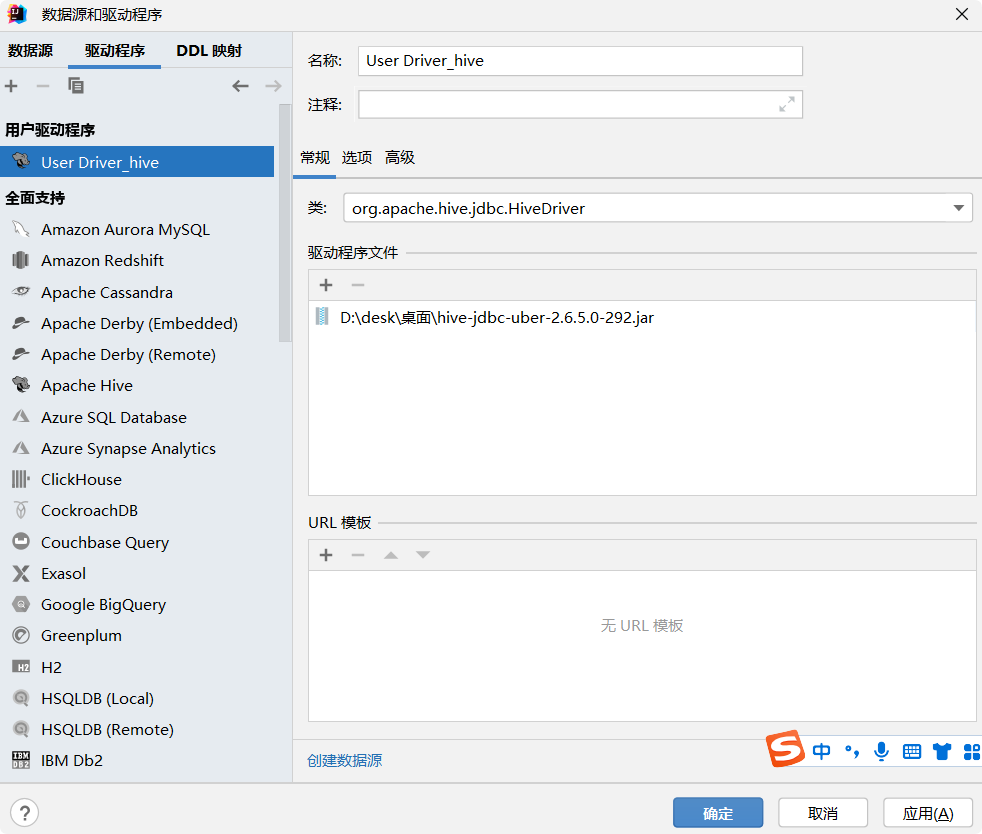 数据源和驱动程序
数据源 驱动程序 DDL 映射
用户驱动程序
User Driver_hive
全面支持
Amazon Aurora MySQL
Amazon Redshift
Apache Cassandra
Apache Derby (Embedded)
Apache Derby (Remote)
Apache Hive
Azure SQL Database
Azure Synapse Analytics
ClickHouse
CockroachDB
Couchbase Query
Exasol
Google BigQuery
Greenplum
H2
HSQLDB (Local)
HSQLDB (Remote)
IBM Db2
名称: User Driver_hive
注释:
常规 选项 高级
类: org.apache.hive.jdbc.HiveDriver
驱动程序文件
D:\desk\桌面\hive-jdbc-uber-2.6.5.0-292.jar
URL 模板
无 URL 模板
创建数据源
中
? 确定 取消 应用(A)